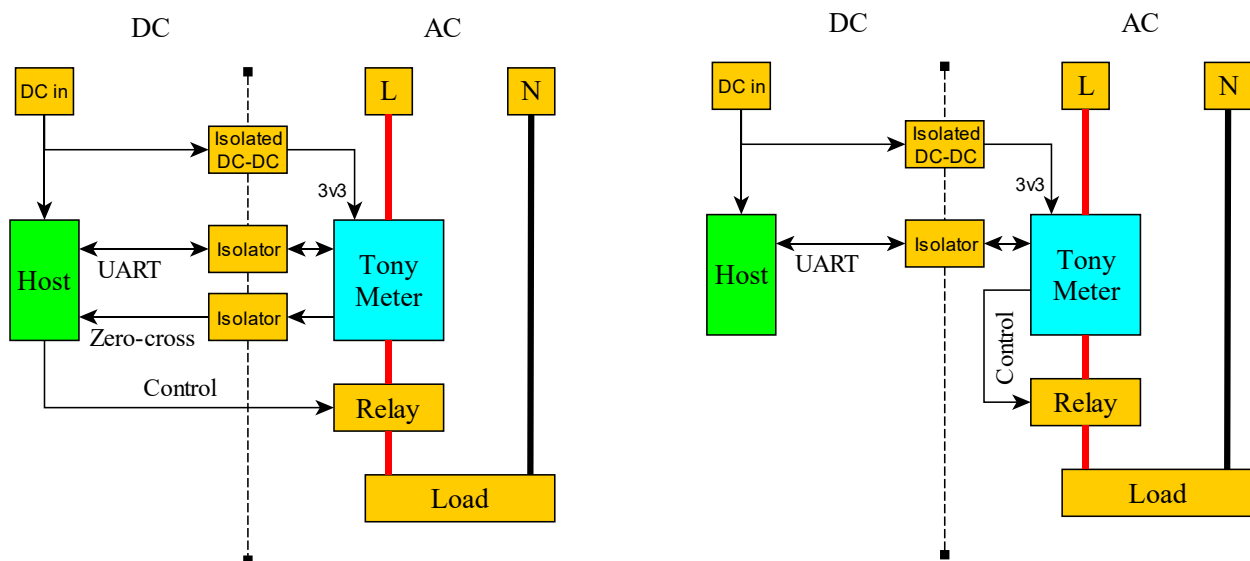 DC
AC
DC in
L
N
Isolated
DC-DC
3v3
Host
UART
Isolator
Tony
Meter
Isolator
Zero-cross
Control
Relay
Load
DC
AC
DC in
L
N
Isolated
DC-DC
3v3
Host
UART
Isolator
Tony
Meter
Control
Relay
Load